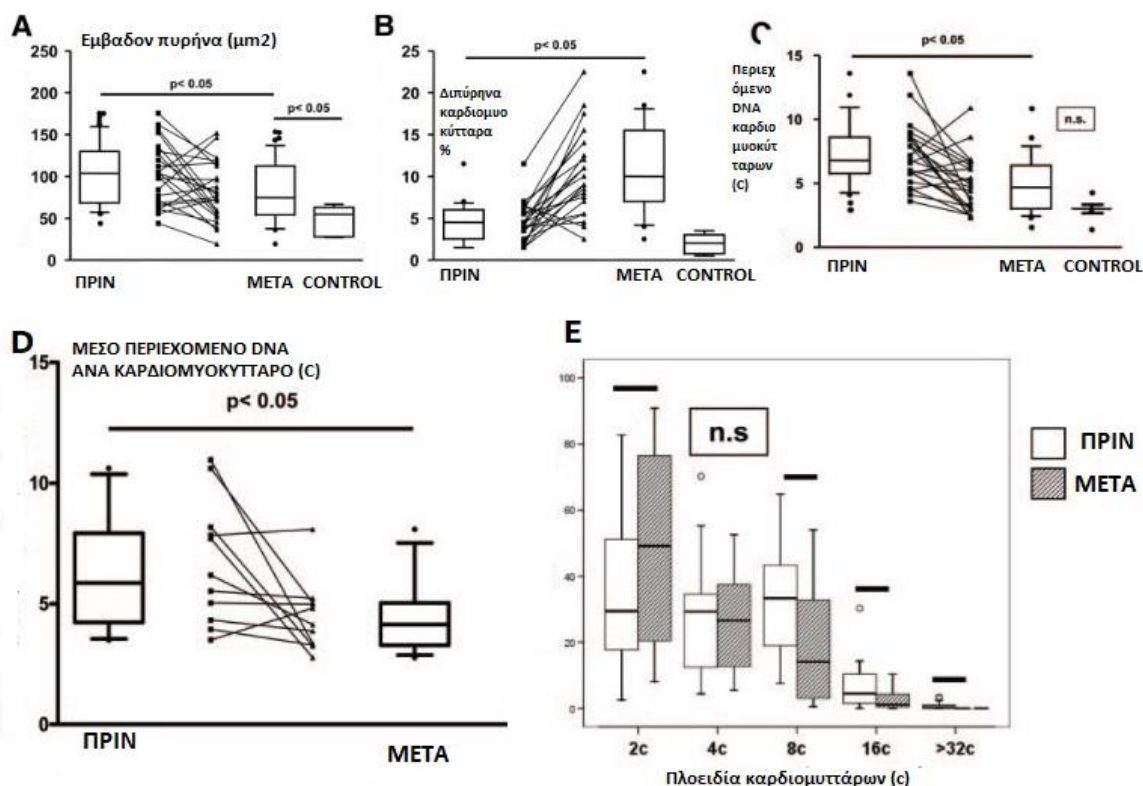 A
Εμβαδον πυρήνα (μm2)
250
200
150
100
50
0
p< 0.05
p< 0.05
ΠΡΙΝ
ΜΕΤΑ
CONTROL
B
25
20
15
10
5
0
p< 0.05
Διπύρηνα
καρδιομυο
κύτταρα
%
ΠΡΙΝ
ΜΕΤΑ
CONTROL
C
15
10
5
0
Περιεχ
όμενο
DNA
καρδιο
μυοκύτ
ταρων
(C)
p< 0.05
n.s.
ΠΡΙΝ
ΜΕΤΑ
CONTROL
D
ΜΕΣΟ ΠΕΡΙΕΧΟΜΕΝΟ DNA
ΑΝΑ ΚΑΡΔΙΟΜΥΟΚΥΤΤΑΡΟ (C)
15
10
5
0
p< 0.05
ΠΡΙΝ
ΜΕΤΑ
E
100
80
60
40
20
0
n.s
2c
4c
8c
16c
>32c
Πλοειδία καρδιομυττάρων (c)
ΠΡΙΝ
ΜΕΤΑ